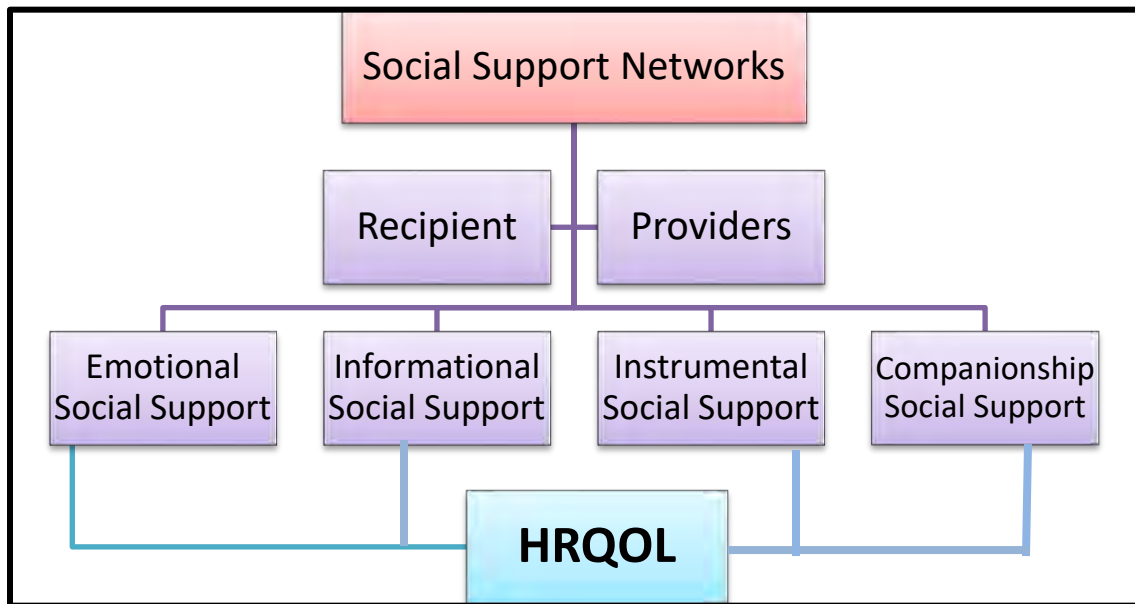 Social Support Networks
Recipient
Providers
Emotional
Social Support
Informational
Social Support
Instrumental
Social Support
Companionship
Social Support
HRQOL